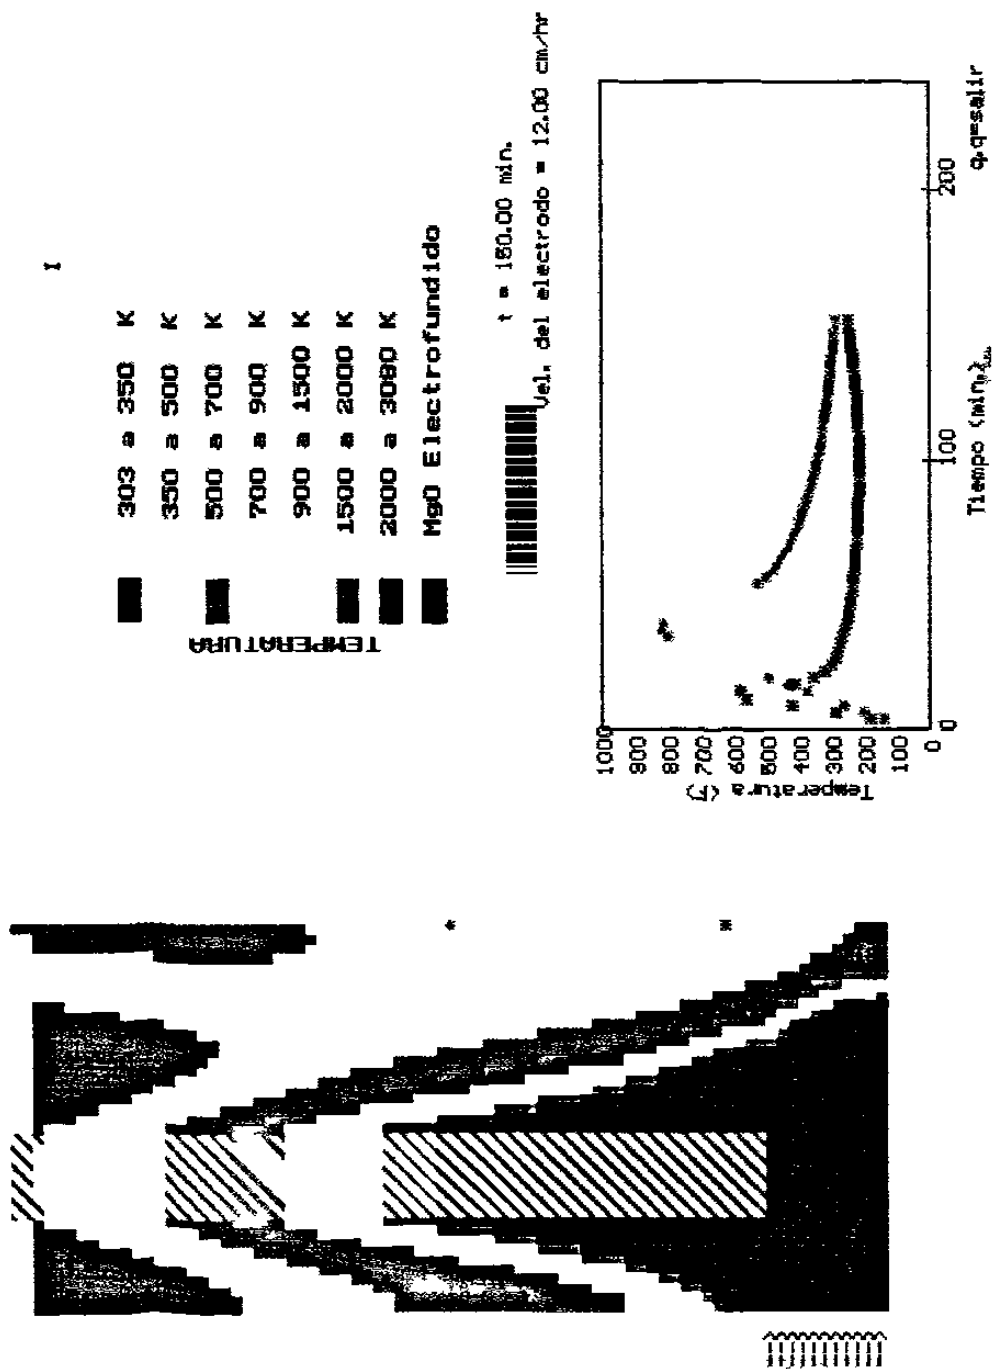 I
TEMPERATURA
303 a 350 K
350 a 500 K
500 a 700 K
700 a 900 K
900 a 1500 K
1500 a 2000 K
2000 a 3090 K
MgO Electrofundido
t = 150.00 min.
Vel. del electrodo = 12.00 cm/hr
Temperatura (T)
1000
900
800
700
600
500
400
300
200
100
0
0 100 200
Tiempo (min.)
q,q=salir